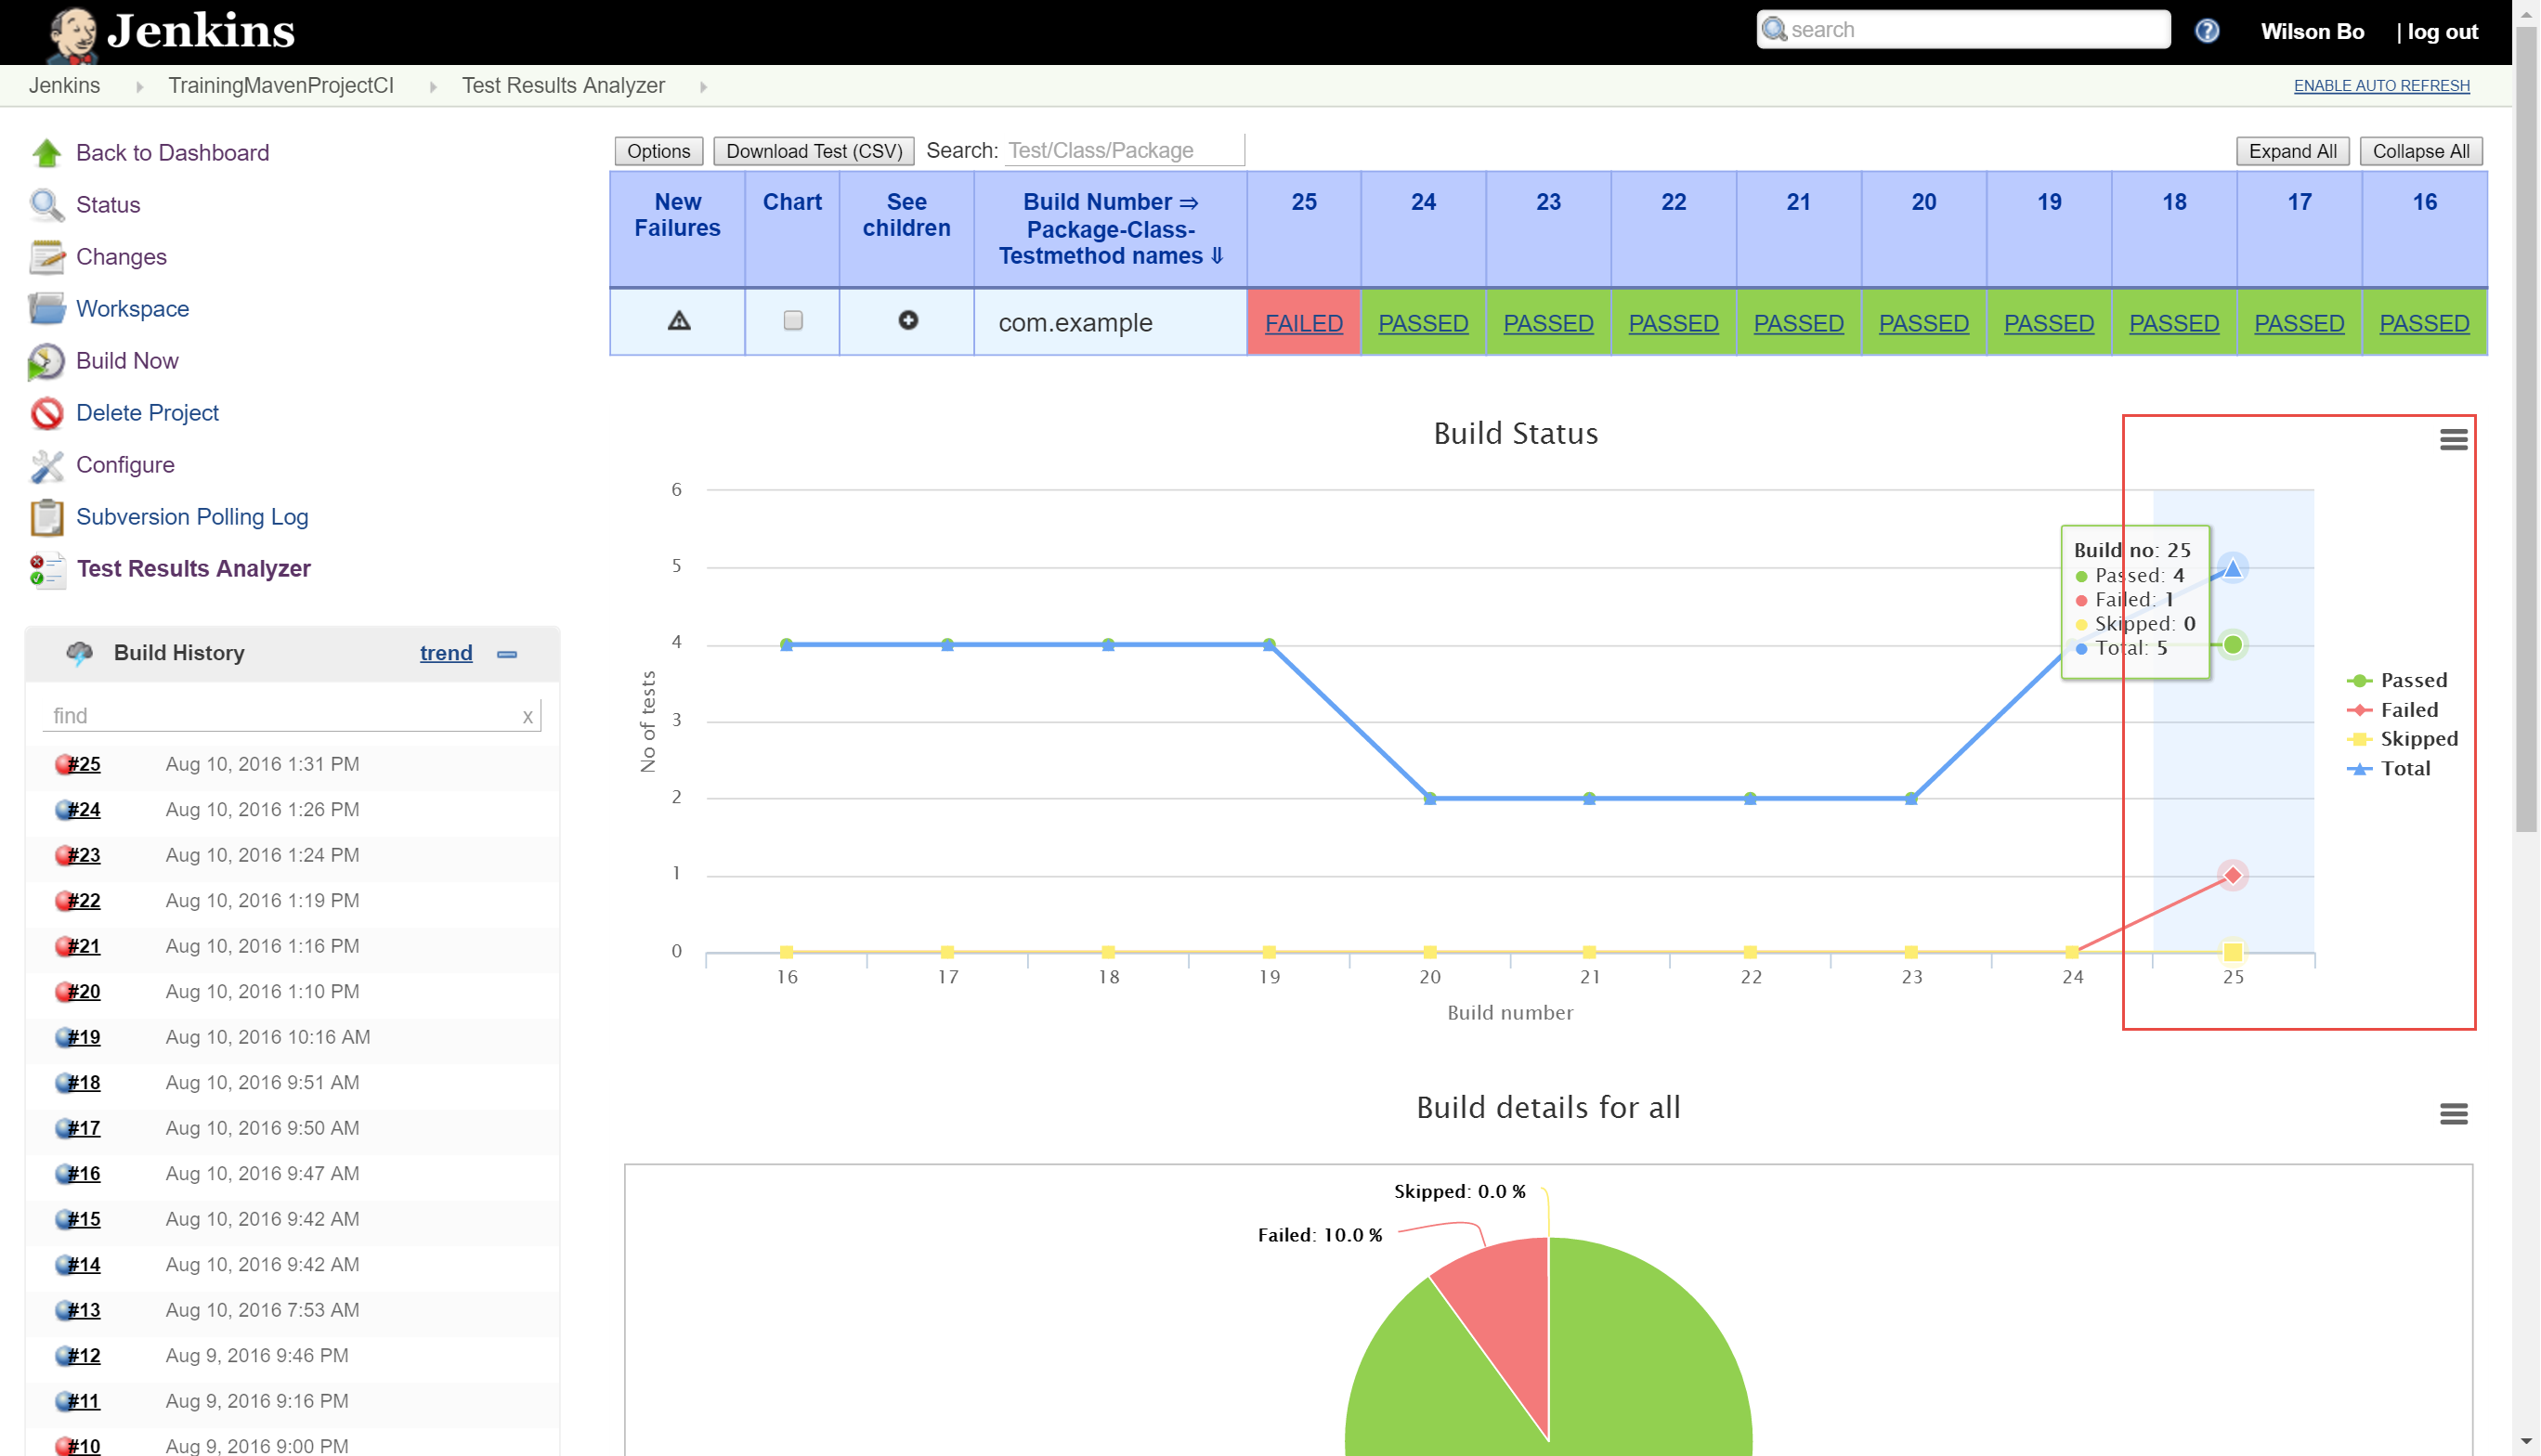 Jenkins
search
Wilson Bo
| log out
Jenkins
TrainingMavenProjectCI
Test Results Analyzer
ENABLE AUTO REFRESH
Back to Dashboard
Status
Changes
Workspace
Build Now
Delete Project
Configure
Subversion Polling Log
Test Results Analyzer
Build History
trend
find
x
#25 Aug 10, 2016 1:31 PM
#24 Aug 10, 2016 1:26 PM
#23 Aug 10, 2016 1:24 PM
#22 Aug 10, 2016 1:19 PM
#21 Aug 10, 2016 1:16 PM
#20 Aug 10, 2016 1:10 PM
#19 Aug 10, 2016 10:16 AM
#18 Aug 10, 2016 9:51 AM
#17 Aug 10, 2016 9:50 AM
#16 Aug 10, 2016 9:47 AM
#15 Aug 10, 2016 9:42 AM
#14 Aug 10, 2016 9:42 AM
#13 Aug 10, 2016 7:53 AM
#12 Aug 9, 2016 9:46 PM
#11 Aug 9, 2016 9:16 PM
#10 Aug 9, 2016 9:00 PM
Options
Download Test (CSV)
Search: Test/Class/Package
Expand All
Collapse All
New
Failures
Chart
See
children
Build Number ⇒
Package-Class-
Testmethod names ⇓
25 24 23 22 21 20 19 18 17 16
com.example
FAILED PASSED PASSED PASSED PASSED PASSED PASSED PASSED PASSED PASSED
Build Status
No of tests
6
5
4
3
2
1
0
16 17 18 19 20 21 22 23 24 25
Build number
Build no: 25
Passed: 4
Failed: 1
Skipped: 0
Total: 5
Passed
Failed
Skipped
Total
Build details for all
Skipped: 0.0 %
Failed: 10.0 %